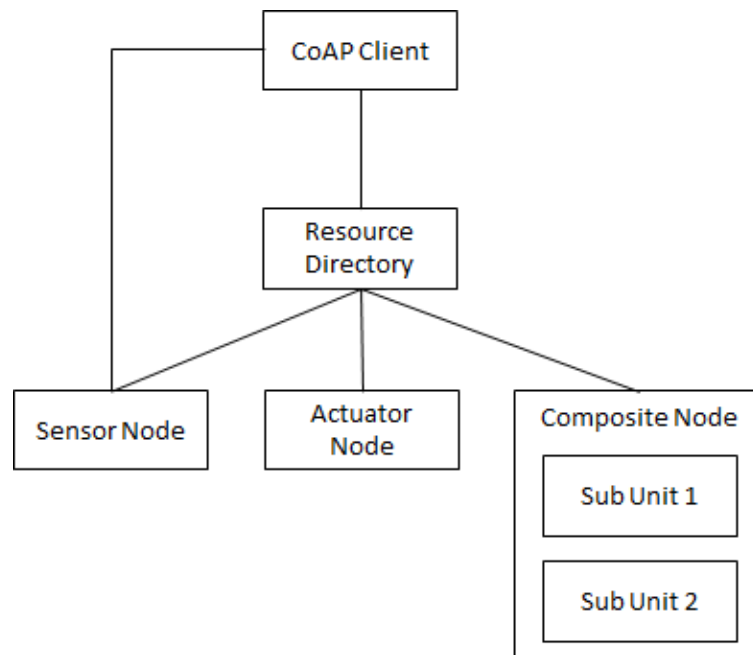 CoAP Client
Resource
Directory
Sensor Node
Actuator
Node
Composite Node
Sub Unit 1
Sub Unit 2